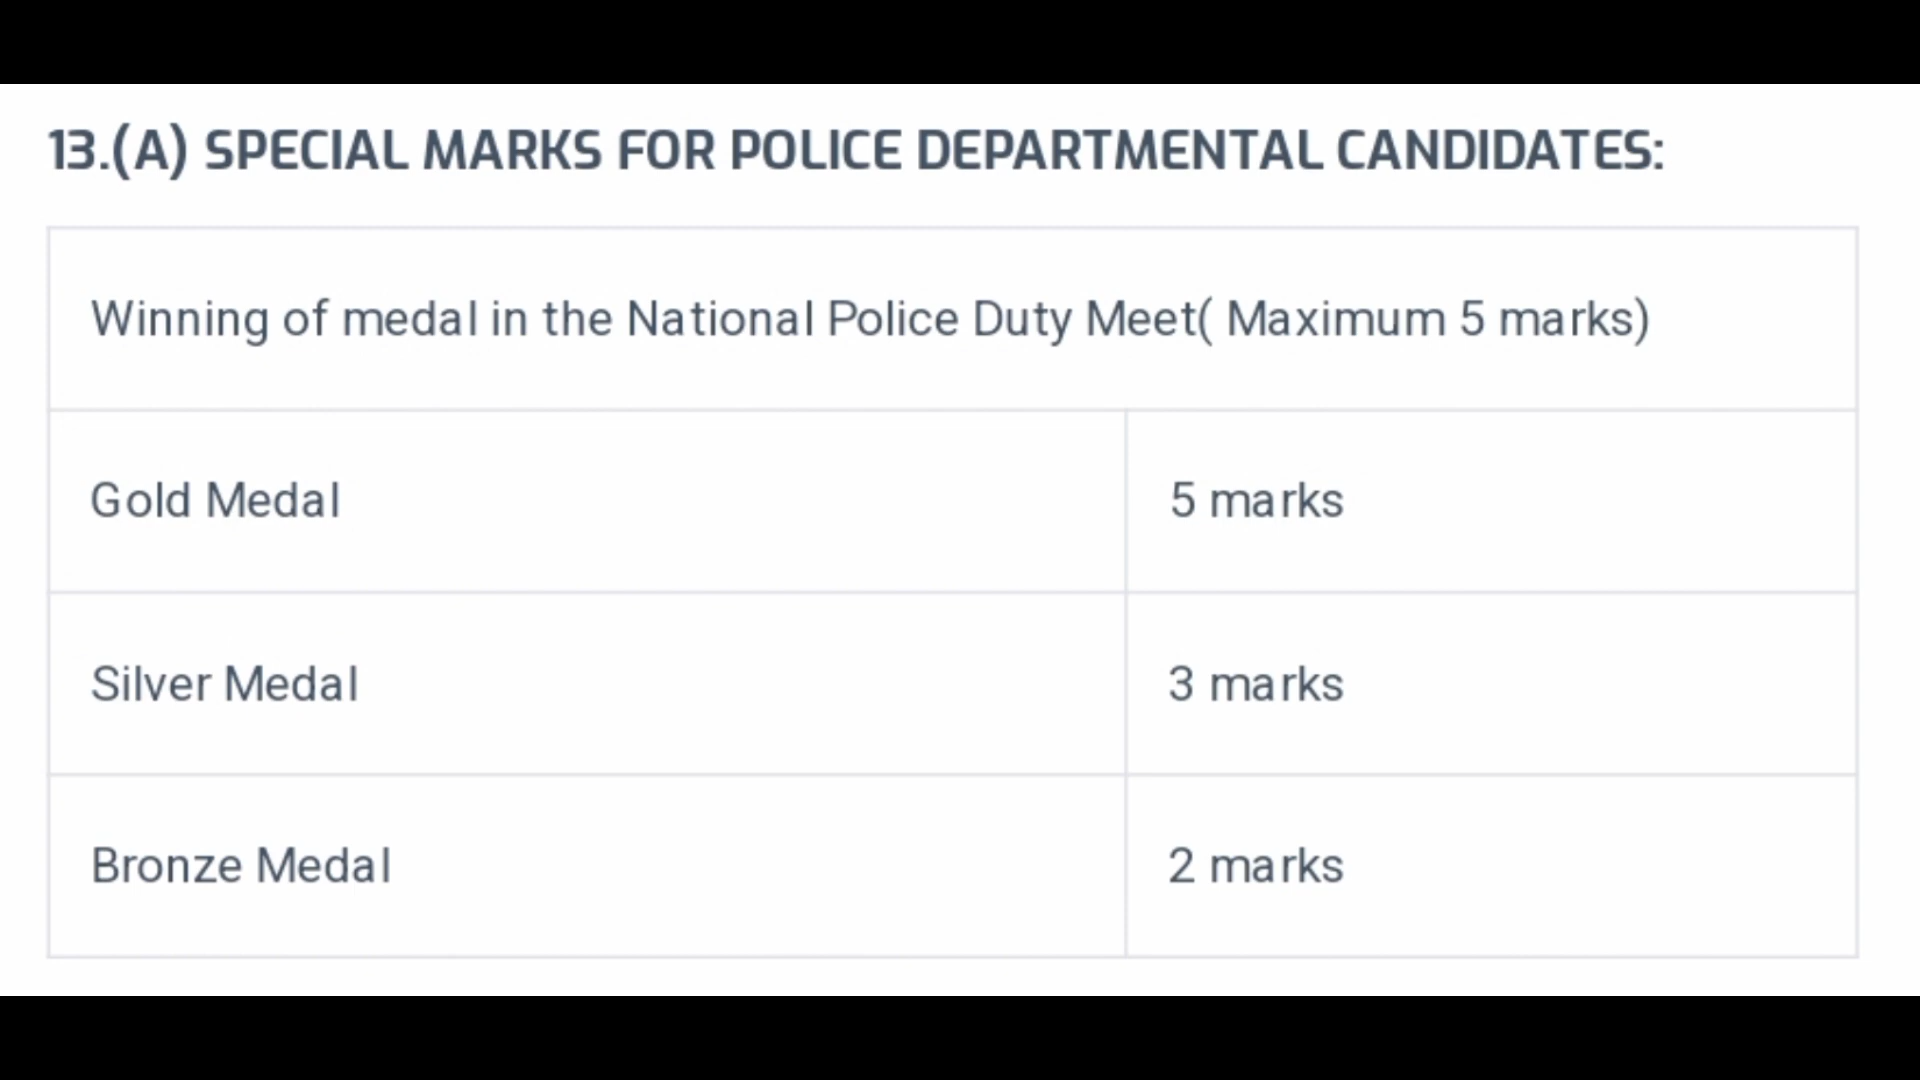 13.(A) SPECIAL MARKS FOR POLICE DEPARTMENTAL CANDIDATES:
Winning of medal in the National Police Duty Meet( Maximum 5 marks)
Gold Medal 5 marks
Silver Medal 3 marks
Bronze Medal 2 marks